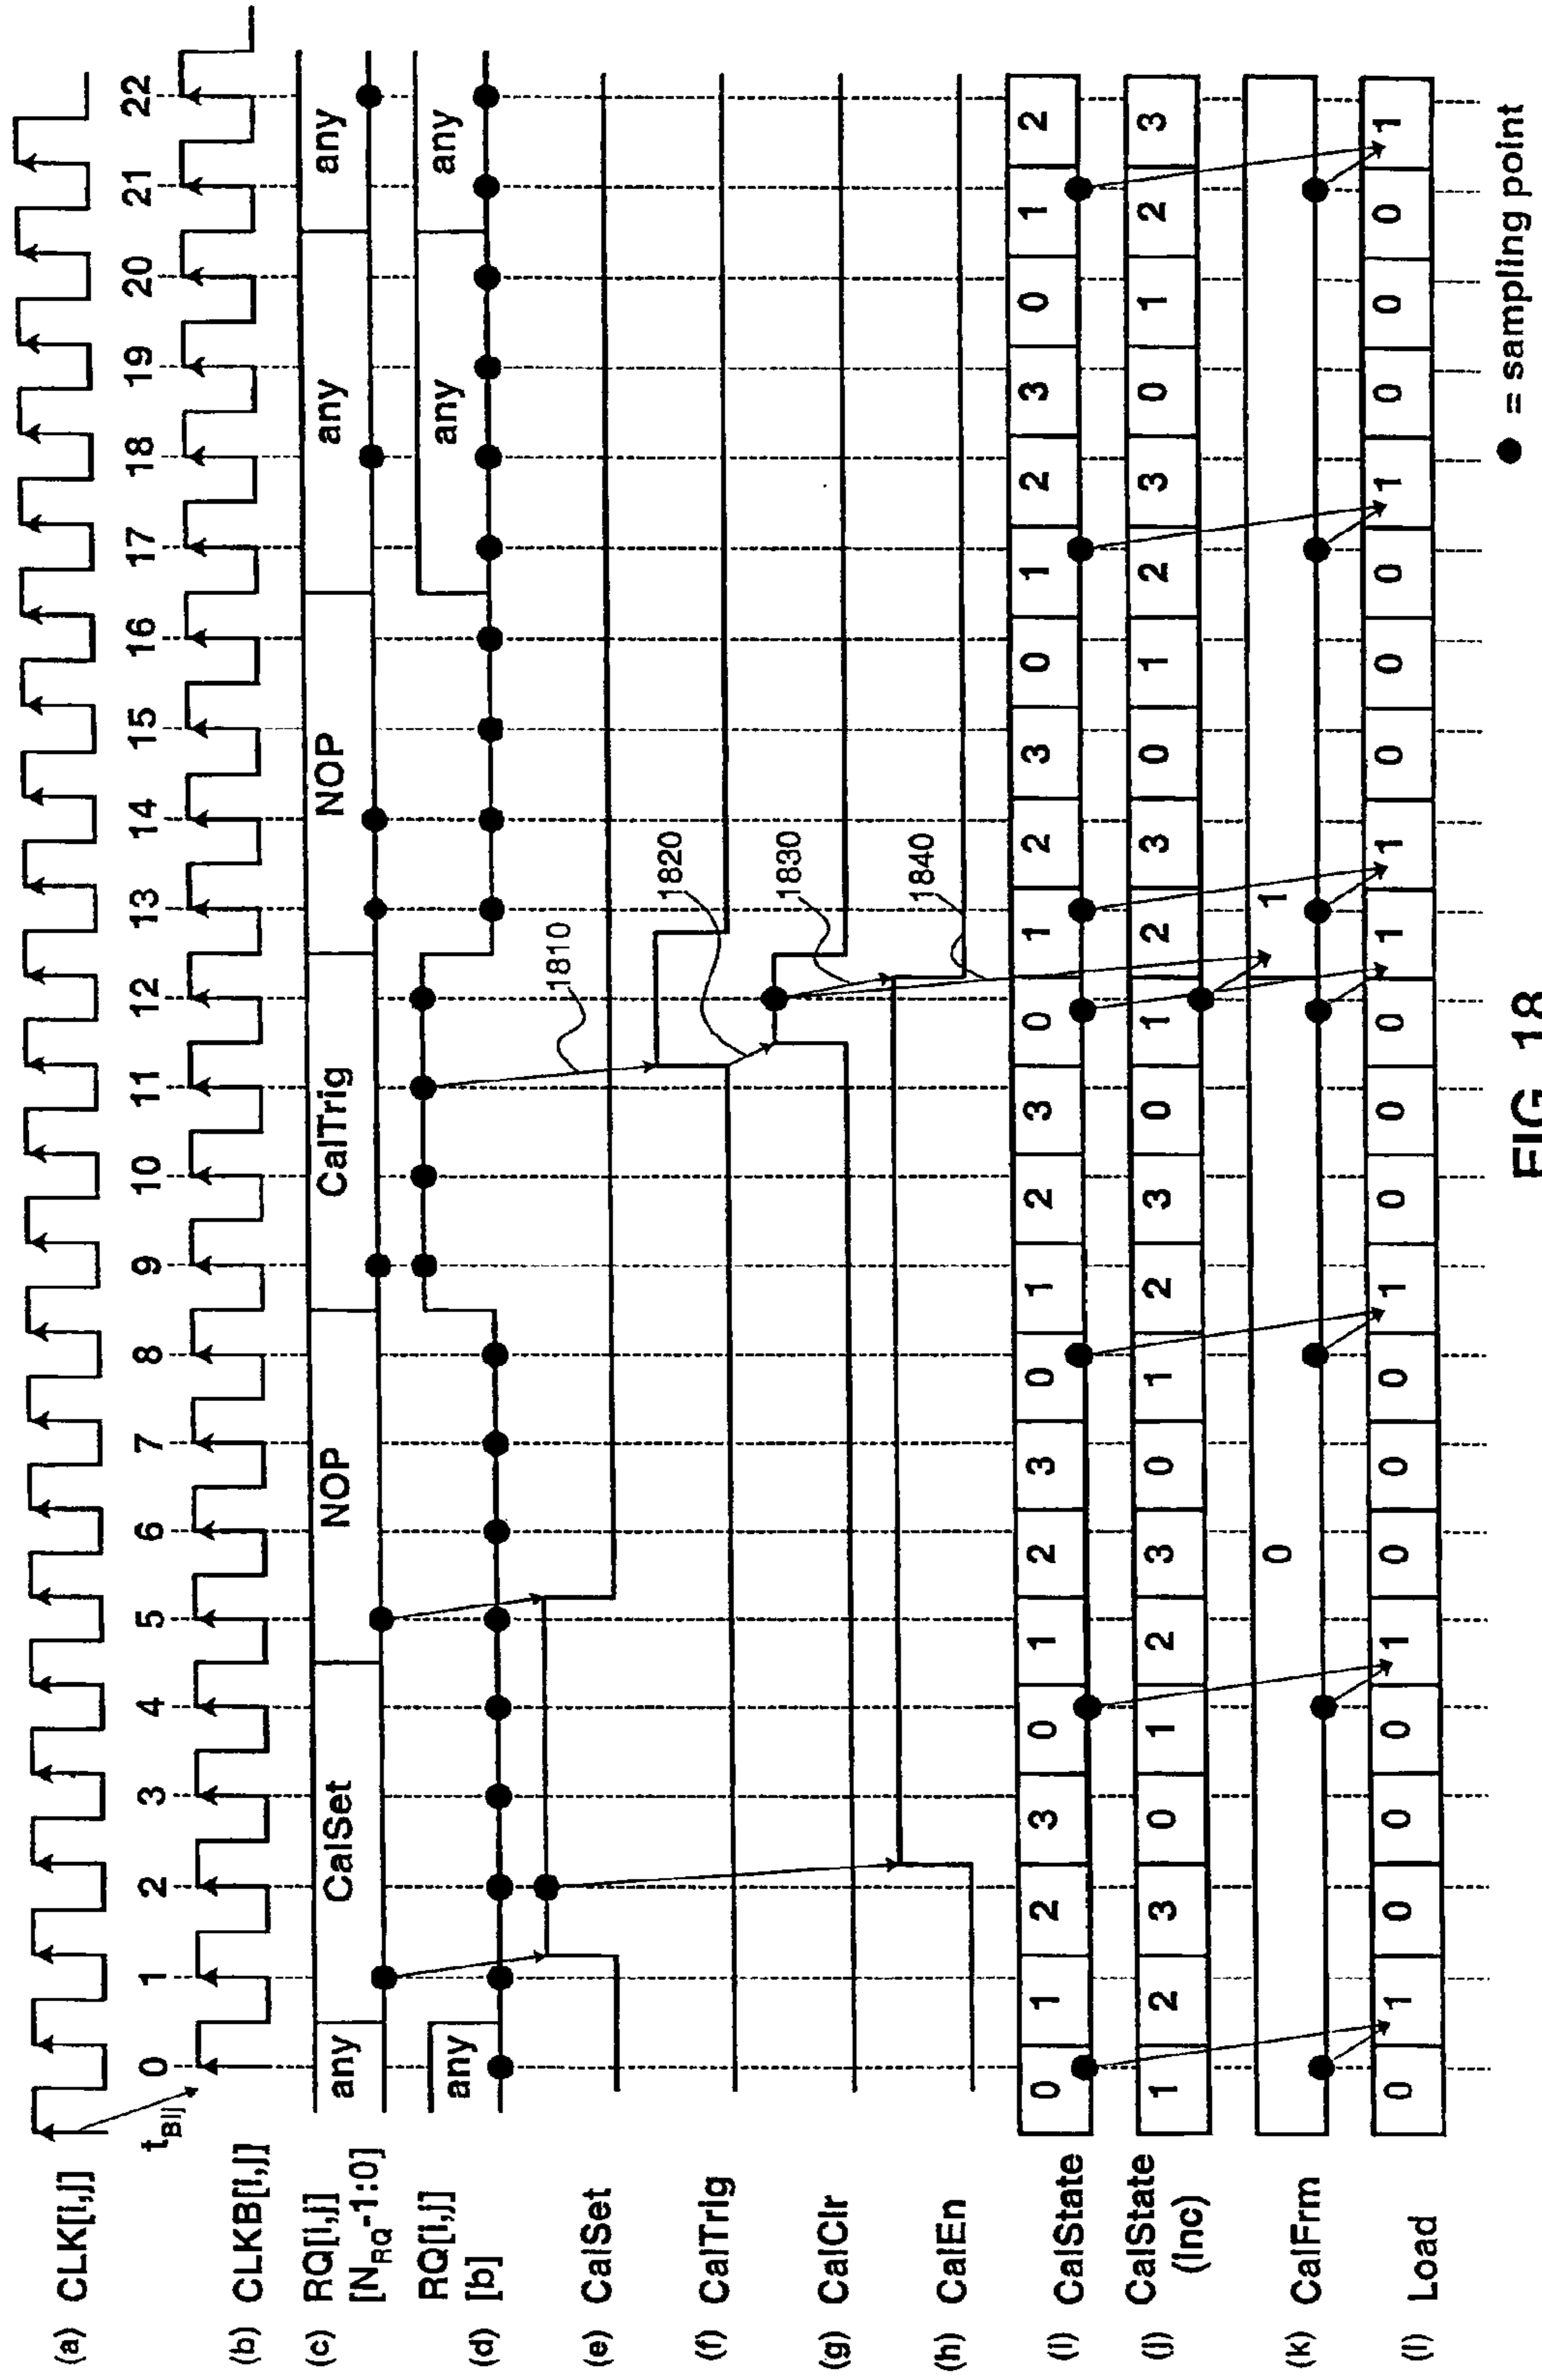 (a) CLK[i,j]
tBij 0 1 2 3 4 5 6 7 8 9 10 11 12 13 14 15 16 17 18 19 20 21 22
(b) CLKB[i,j]
(c) RQ[i,j] any CalSet NOP CalTrig NOP any any
[NRQ-1:0]
RQ[i,j] any any any
(d) [b]
(e) CalSet 1810
(f) CalTrig 1820
(g) CalClr 1830
(h) CalEn 1840
(i) CalState 0 1 2 3 0 1 2 3 0 1 2 3 0 1 2 3 0 1 2 3 0 1 2
(j) CalState 1 2 3 0 1 2 3 0 1 2 3 0 1 2 3 0 1 2 3 0 1 2 3
(Inc)
(k) CalFrm 0 1
(l) Load 0 1 0 0 0 1 0 0 0 1 0 0 0 1 1 0 0 0 1 0 0 0 1
● = sampling point
FIG. 18